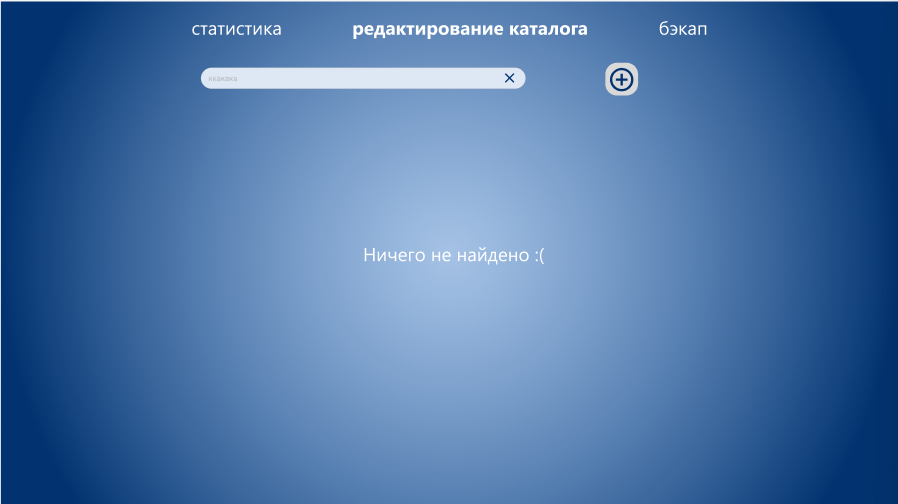 статистика редактирование каталога бэкап
Ничего не найдено :(